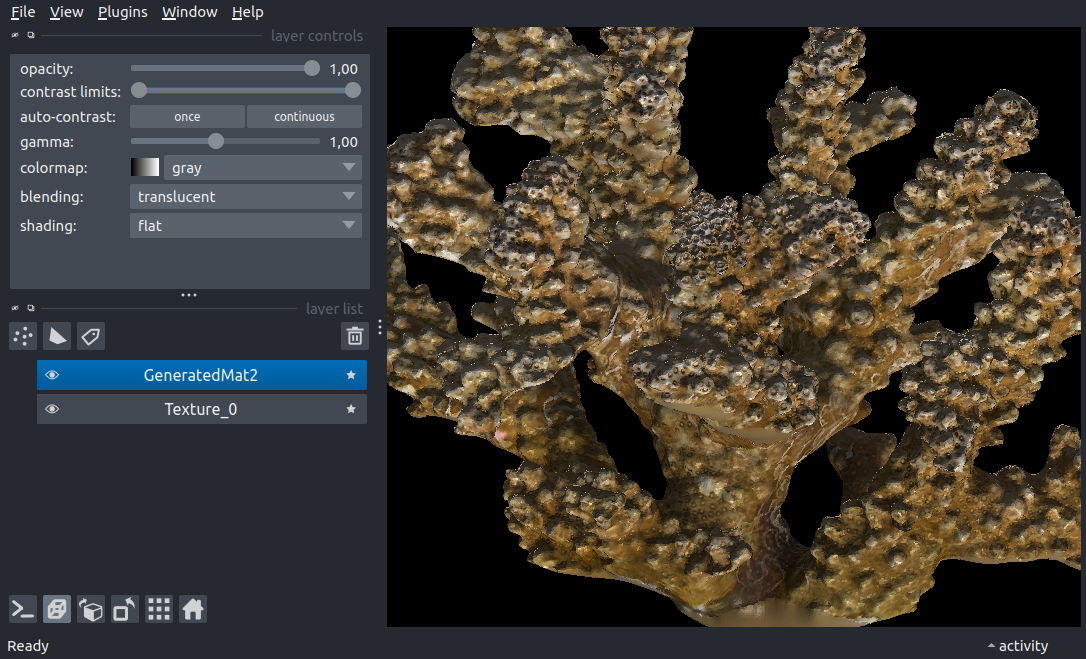 File View Plugins Window Help
layer controls
opacity: 1,00
contrast limits:
auto-contrast: once continuous
gamma: 1,00
colormap: gray
blending: translucent
shading: flat
layer list
GeneratedMat2
Texture_0
Ready
activity